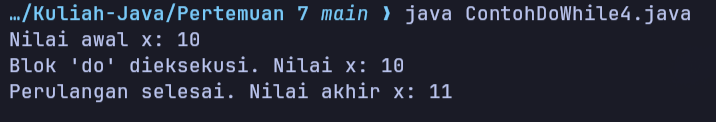 …/Kuliah-Java/Pertemuan 7 main ❯ java ContohDoWhile4.java
Nilai awal x: 10
Blok 'do' dieksekusi. Nilai x: 10
Perulangan selesai. Nilai akhir x: 11